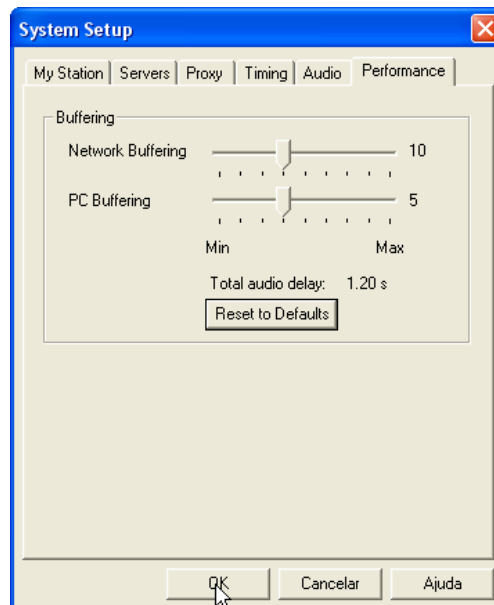 System Setup
My Station Servers Proxy Timing Audio Performance
Buffering
Network Buffering 10
PC Buffering 5
Min Max
Total audio delay: 1.20 s
Reset to Defaults
OK Cancelar Ajuda